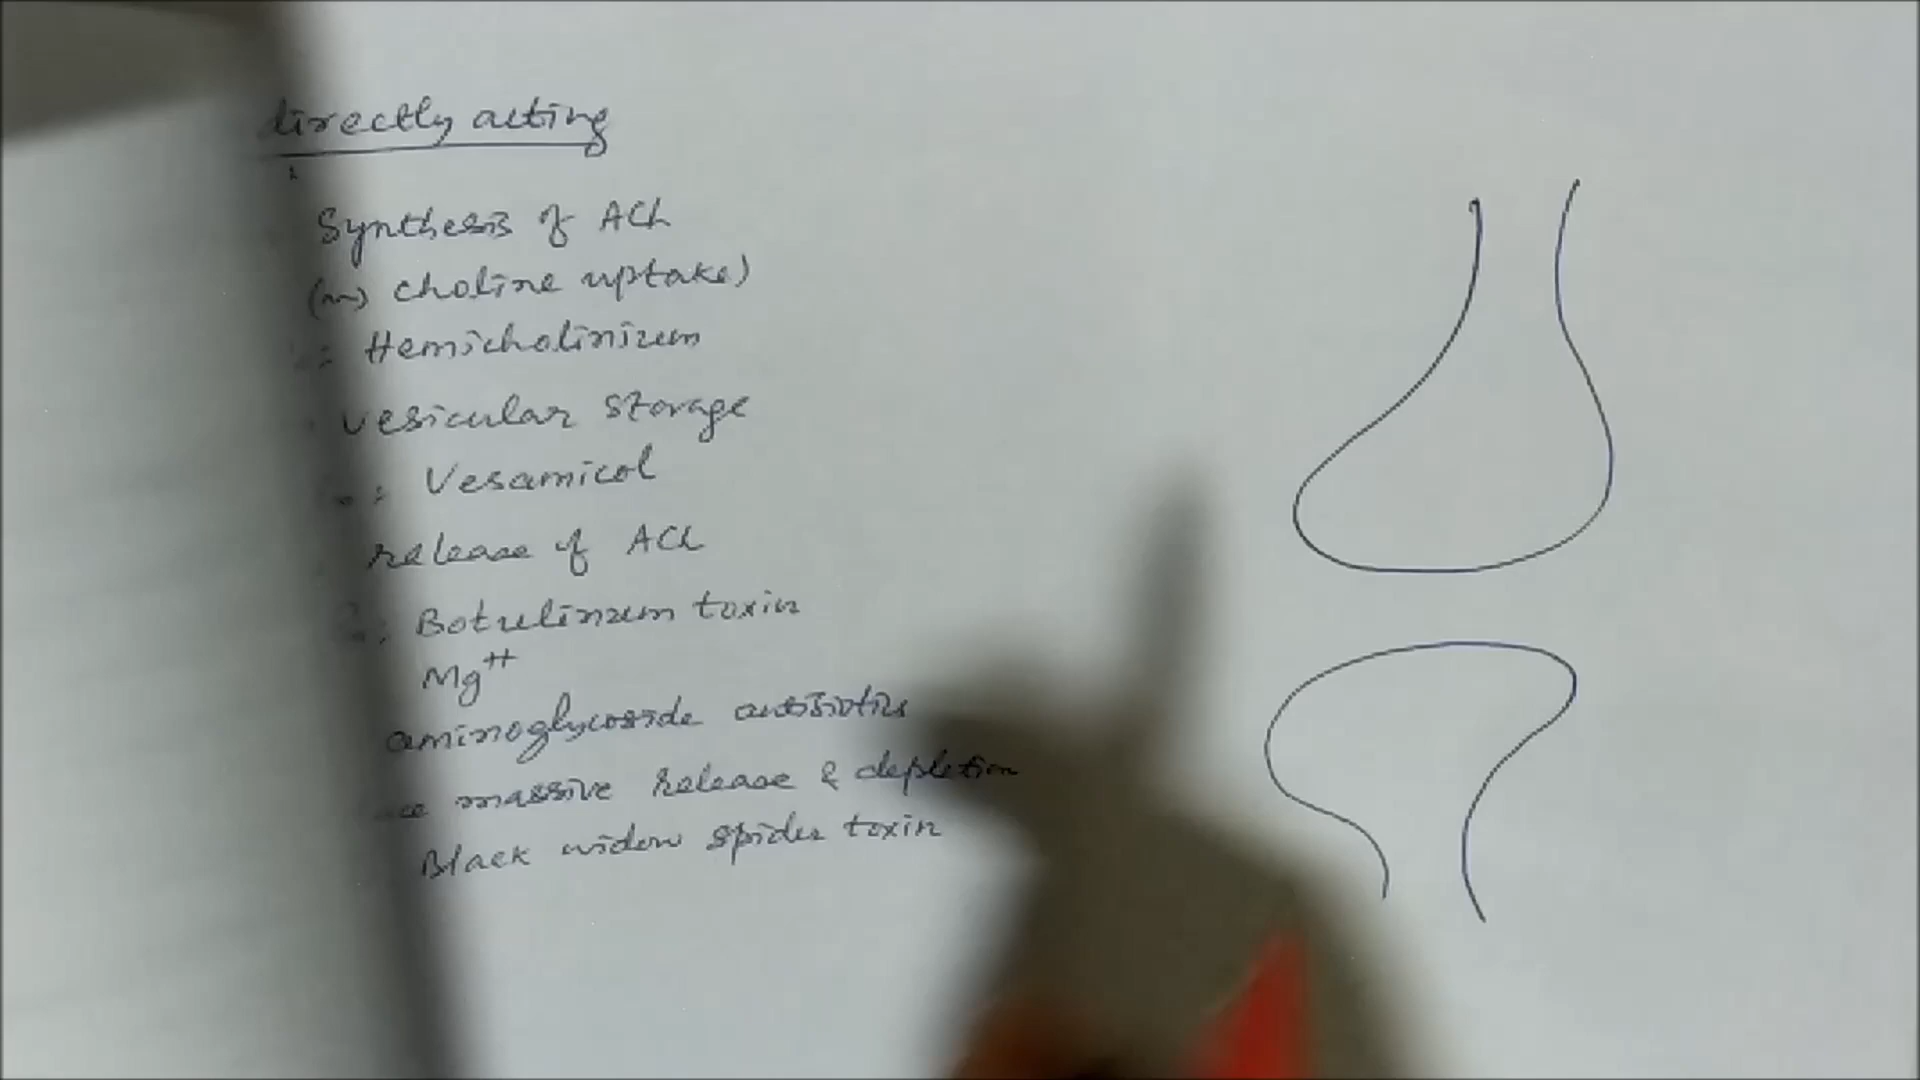 directly acting
Synthesis of ACh
choline uptake)
Hemicholinium
vesicular storage
Vesamicol
release of ACh
Botulinum toxin
Mg++
aminoglycoside antibiotics
massive release & depletion
Black widow spider toxin